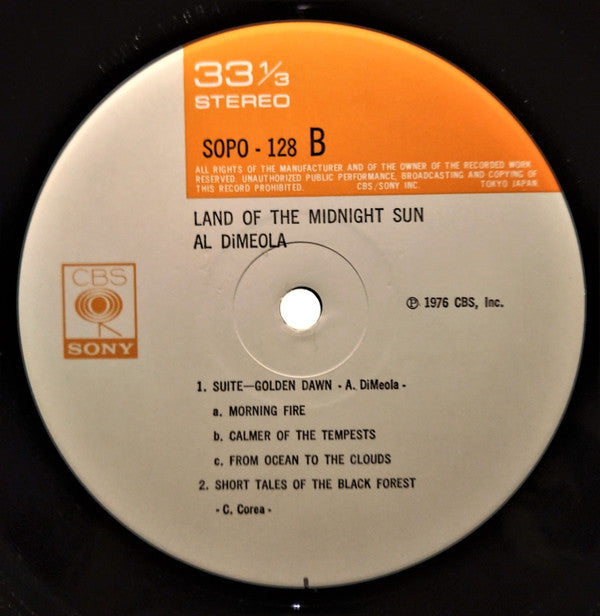 33 1/3
STEREO
SOPO - 128 B
ALL RIGHTS OF THE MANUFACTURER AND OF THE OWNER OF THE RECORDED WORK
RESERVED. UNAUTHORIZED PUBLIC PERFORMANCE, BROADCASTING AND COPYING OF
THIS RECORD PROHIBITED. CBS/SONY INC. TOKYO JAPAN
LAND OF THE MIDNIGHT SUN
AL DiMEOLA
CBS
SONY
℗ 1976 CBS, Inc.
1. SUITE—GOLDEN DAWN - A. DiMeola -
a. MORNING FIRE
b. CALMER OF THE TEMPESTS
c. FROM OCEAN TO THE CLOUDS
2. SHORT TALES OF THE BLACK FOREST
- C. Corea -